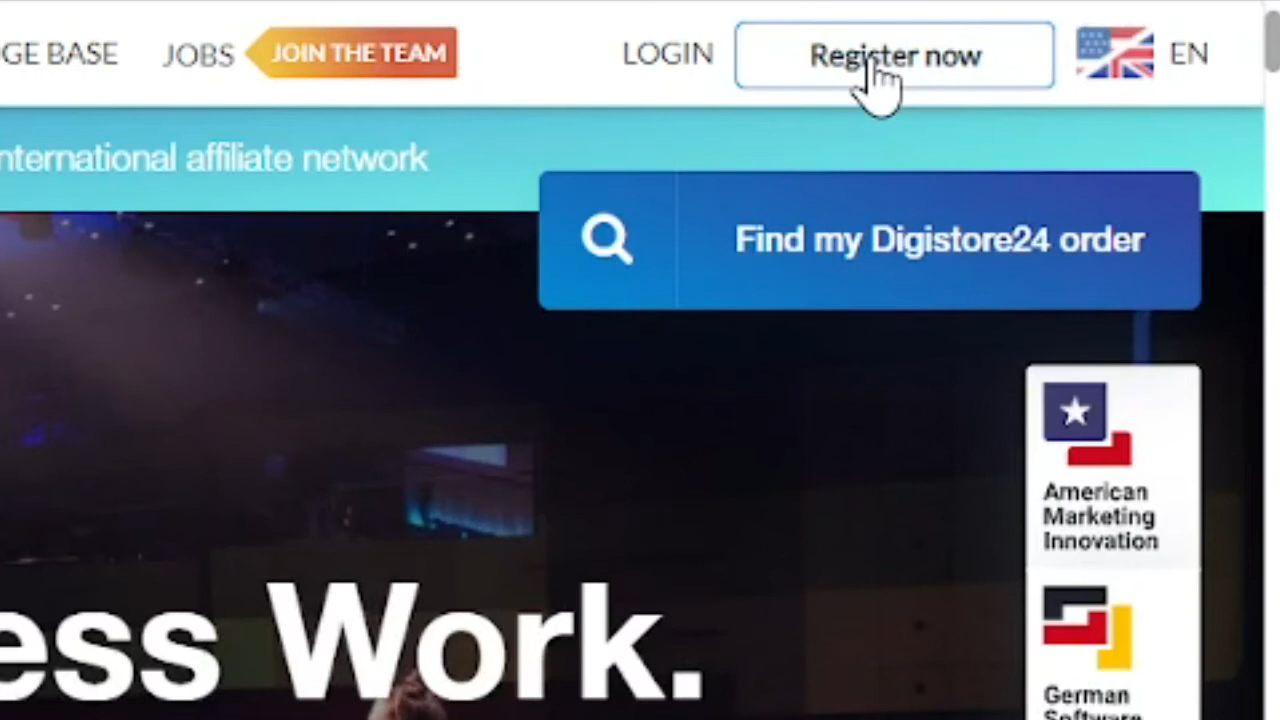 GE BASE JOBS JOIN THE TEAM LOGIN Register now EN
nternational affiliate network
Find my Digistore24 order
American
Marketing
Innovation
ess Work.
German
Software